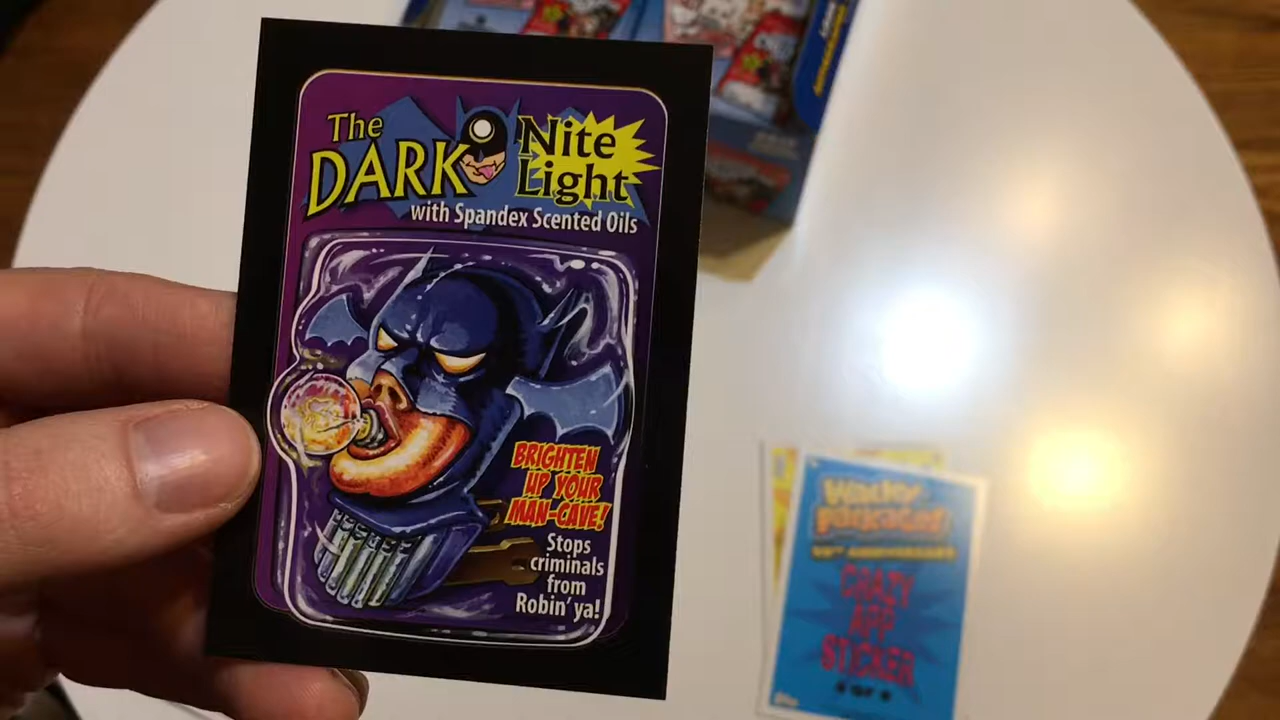 The
DARK
Nite
Light
with Spandex Scented Oils
BRIGHTEN
UP YOUR
MAN-CAVE!
Stops
criminals
from
Robin' ya!
Wacky
Packages
CRAZY
APP
STICKER